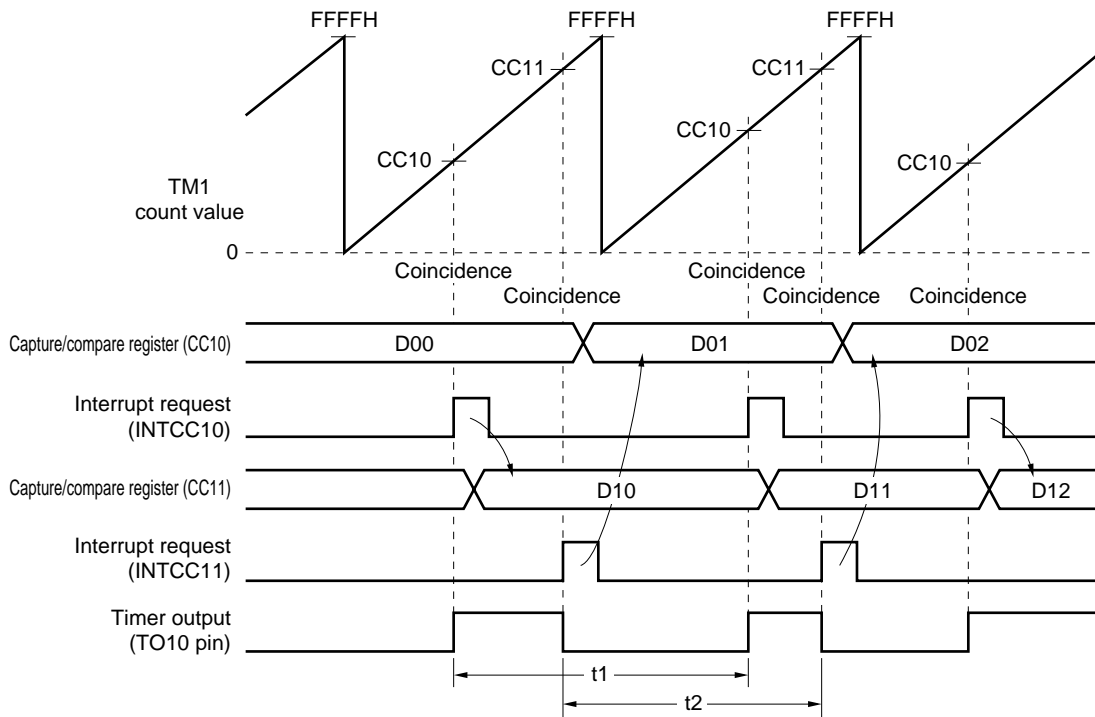 FFFFH
FFFFH
FFFFH
CC11
CC11
CC10
CC10
CC10
TM1
count value
0
Coincidence
Coincidence
Coincidence
Coincidence
Coincidence
Capture/compare register (CC10)
D00
D01
D02
Interrupt request
(INTCC10)
Capture/compare register (CC11)
D10
D11
D12
Interrupt request
(INTCC11)
Timer output
(TO10 pin)
t1
t2